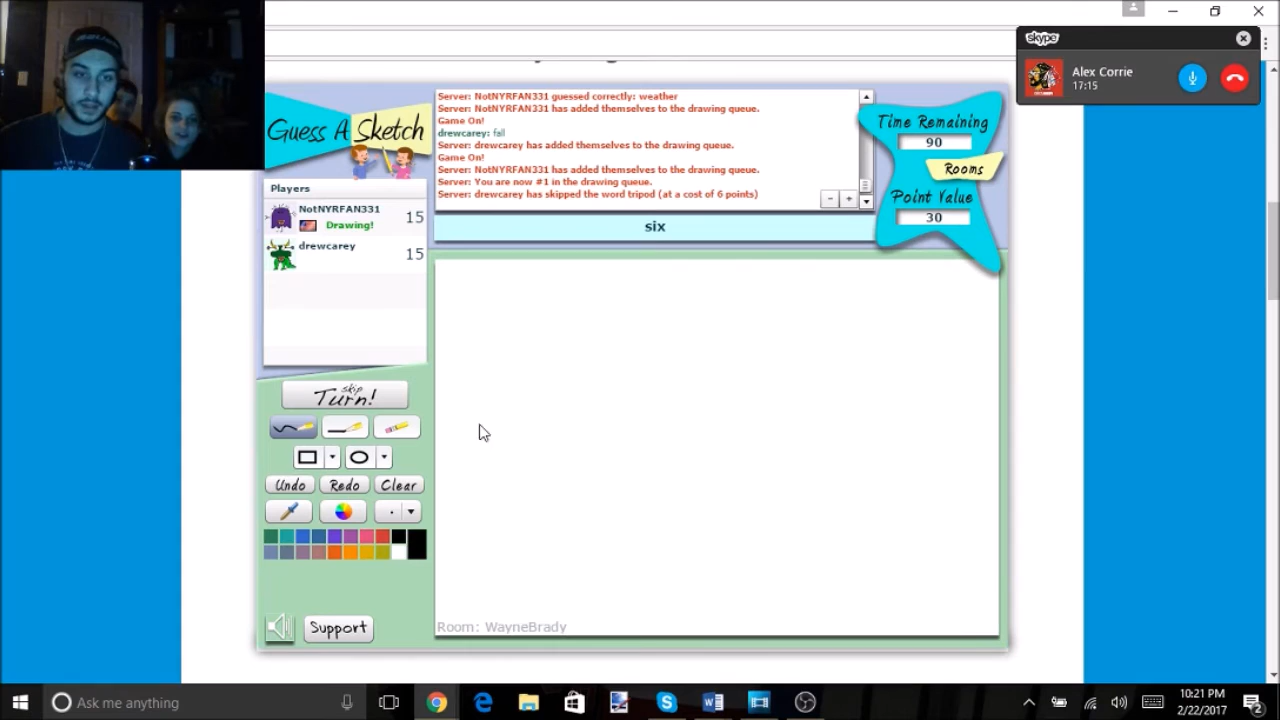 skype
Alex Corrie
17:15
Guess A Sketch
Server: NotNYRFAN331 guessed correctly: weather
Server: NotNYRFAN331 has added themselves to the drawing queue.
Game On!
drewcarey: fall
Server: drewcarey has added themselves to the drawing queue.
Game On!
Server: NotNYRFAN331 has added themselves to the drawing queue.
Server: You are now #1 in the drawing queue.
Server: drewcarey has skipped the word tripod (at a cost of 6 points)
- +
Time Remaining
90
Rooms
Point Value
30
Players
NotNYRFAN331 15
Drawing!
drewcarey 15
six
skip
Turn!
Undo Redo Clear
Support
Room: WayneBrady
Ask me anything
10:21 PM
2/22/2017
2